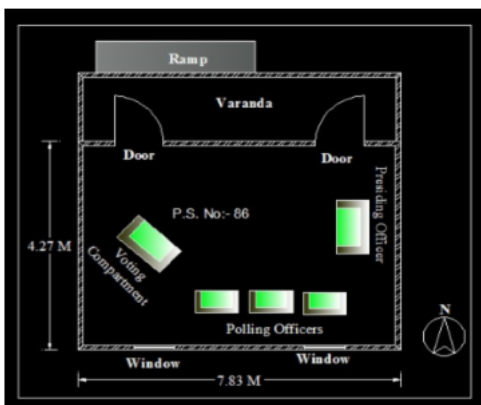 Ramp
Varanda
Door
Door
Presiding Officer
P.S. No:- 86
4.27 M
Voting
Compartment
Polling Officers
N
Window
Window
7.83 M